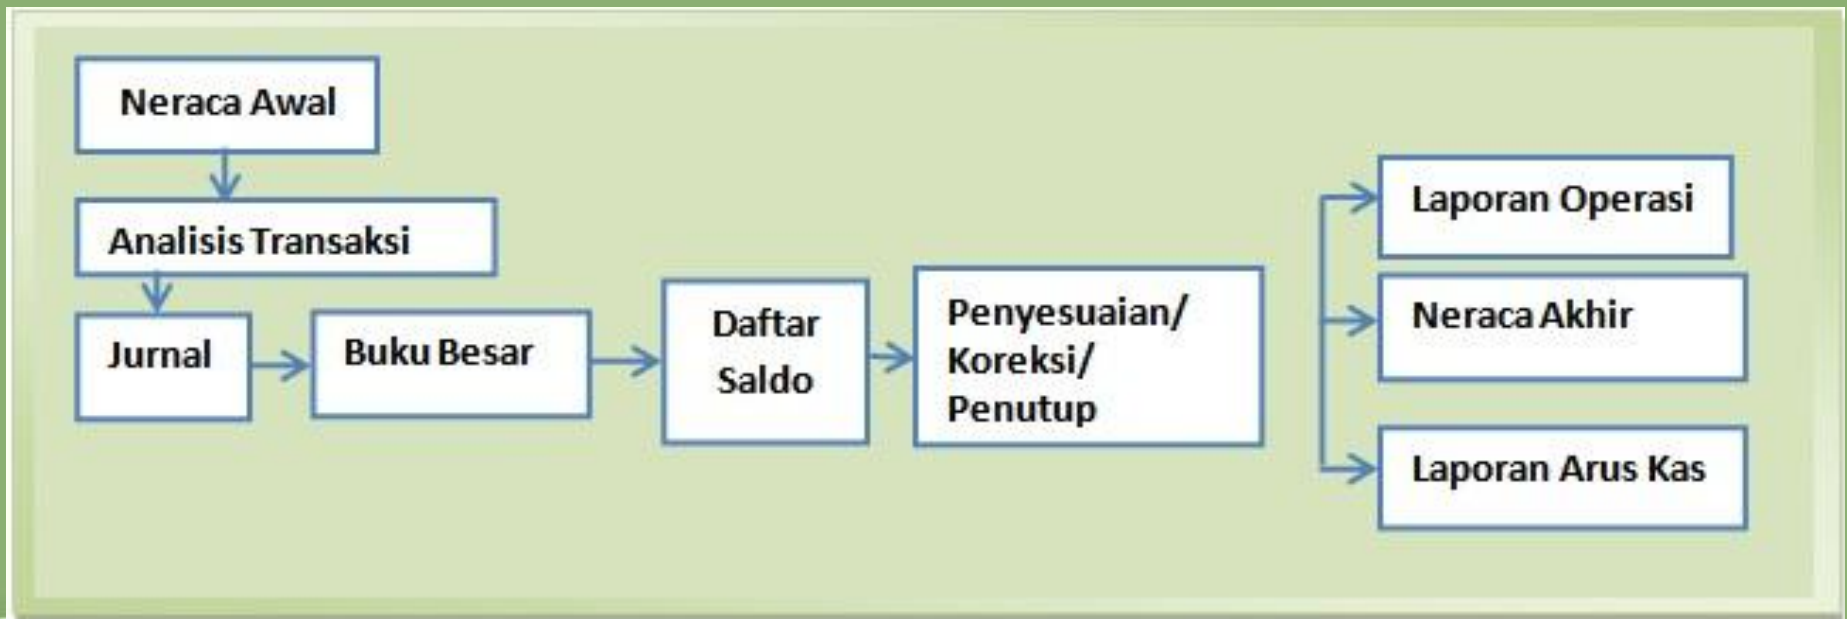 Neraca Awal
Analisis Transaksi
Jurnal
Buku Besar
Daftar
Saldo
Penyesuaian/
Koreksi/
Penutup
Laporan Operasi
Neraca Akhir
Laporan Arus Kas